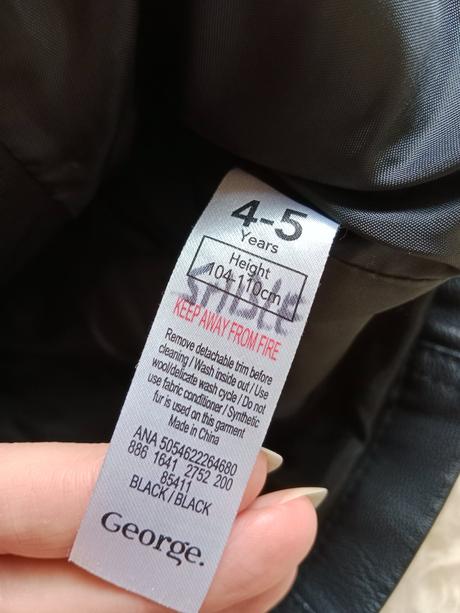 4-5
Years
Height
104-110cm
KEEP AWAY FROM FIRE
Remove detachable trim before
cleaning / Wash inside out / Use
wool/delicate wash cycle / Do not
use fabric conditioner / Synthetic
fur is used on this garment
Made in China
ANA 5054622264680
886 1641 2752 200
85411
BLACK / BLACK
George.